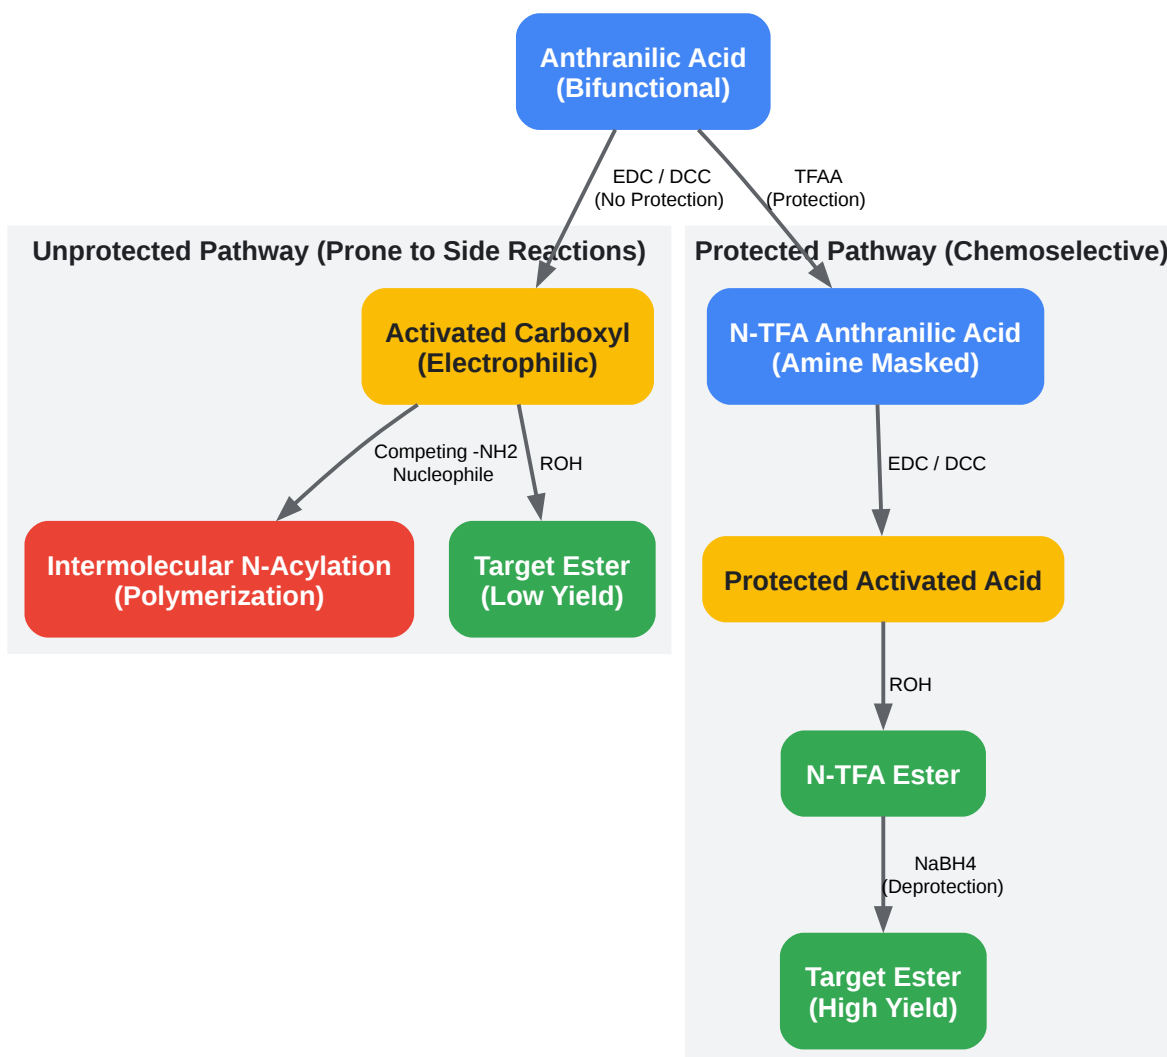 Anthranilic Acid
(Bifunctional)
EDC / DCC
(No Protection)
TFAA
(Protection)
Unprotected Pathway (Prone to Side Reactions)
Protected Pathway (Chemoselective)
Activated Carboxyl
(Electrophilic)
N-TFA Anthranilic Acid
(Amine Masked)
Competing -NH2
Nucleophile
ROH
EDC / DCC
Intermolecular N-Acylation
(Polymerization)
Target Ester
(Low Yield)
Protected Activated Acid
ROH
N-TFA Ester
NaBH4
(Deprotection)
Target Ester
(High Yield)